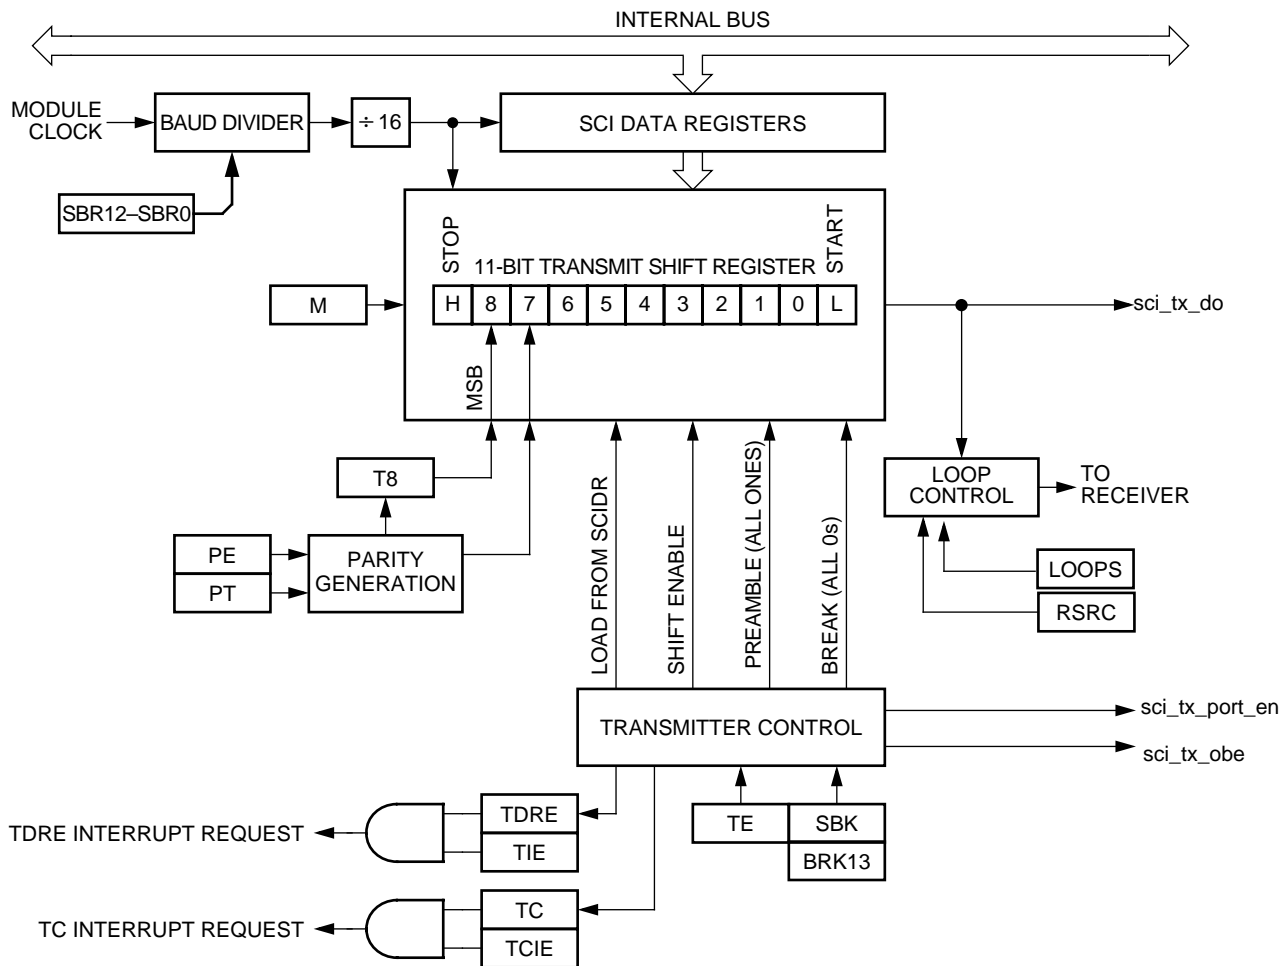 INTERNAL BUS
MODULE
CLOCK
BAUD DIVIDER
÷ 16
SCI DATA REGISTERS
SBR12–SBR0
STOP
START
11-BIT TRANSMIT SHIFT REGISTER
M
H 8 7 6 5 4 3 2 1 0 L
sci_tx_do
MSB
T8
LOOP
CONTROL
TO
RECEIVER
PE
PT
PARITY
GENERATION
LOAD FROM SCIDR
SHIFT ENABLE
PREAMBLE (ALL ONES)
BREAK (ALL 0s)
LOOPS
RSRC
TRANSMITTER CONTROL
sci_tx_port_en
sci_tx_obe
TDRE INTERRUPT REQUEST
TDRE
TIE
TE
SBK
BRK13
TC INTERRUPT REQUEST
TC
TCIE